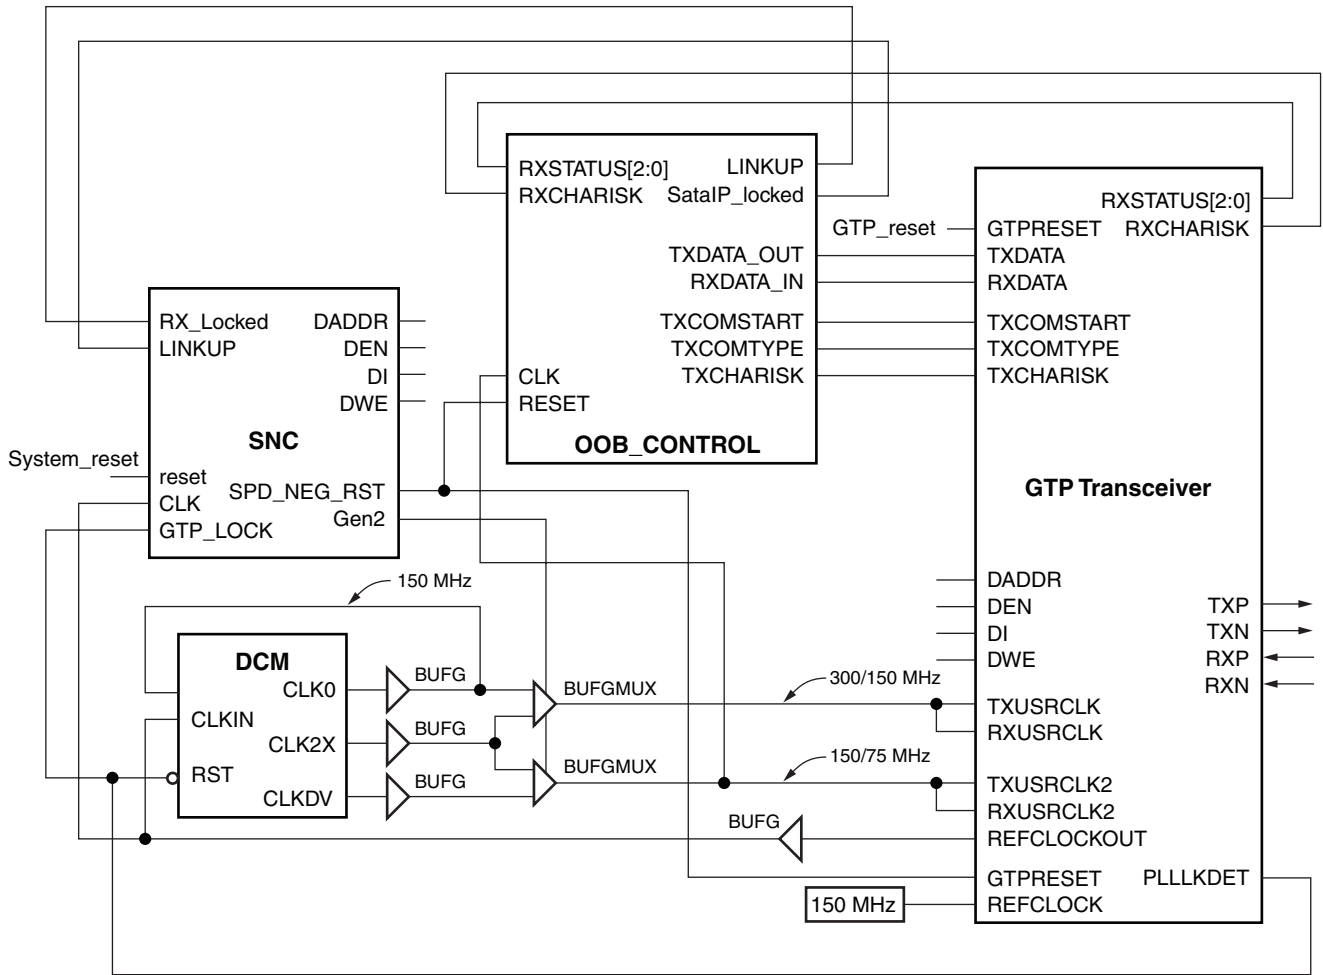 RXSTATUS[2:0]
RXCHARISK
LINKUP
SataIP_locked
TXDATA_OUT
RXDATA_IN
TXCOMSTART
TXCOMTYPE
TXCHARISK
CLK
RESET
OOB_CONTROL
RX_Locked
LINKUP
DADDR
DEN
DI
DWE
SNC
System_reset
reset
CLK
GTP_LOCK
SPD_NEG_RST
Gen2
GTP_reset
RXSTATUS[2:0]
GTPRESET
RXCHARISK
TXDATA
RXDATA
TXCOMSTART
TXCOMTYPE
TXCHARISK
GTP Transceiver
DADDR
DEN
DI
DWE
TXP
TXN
RXP
RXN
TXUSRCLK
RXUSRCLK
TXUSRCLK2
RXUSRCLK2
REFCLOCKOUT
GTPRESET
PLLLKDET
REFCLOCK
150 MHz
DCM
CLK0
CLKIN
CLK2X
RST
CLKDV
BUFG
BUFG
BUFG
BUFGMUX
BUFGMUX
300/150 MHz
150/75 MHz
BUFG
150 MHz